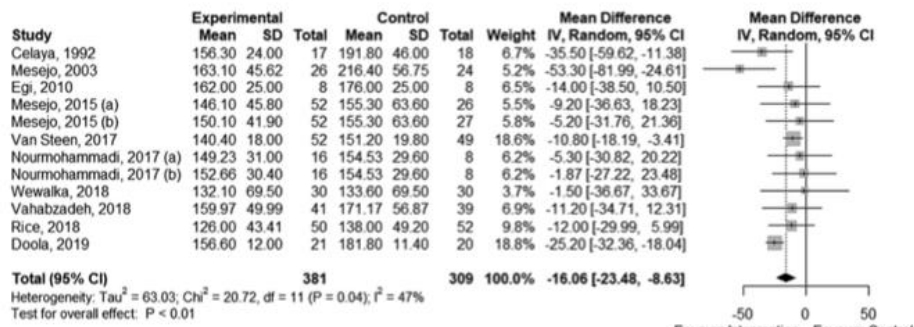 Experimental Control Mean Difference Mean Difference
Study Mean SD Total Mean SD Total Weight IV, Random, 95% CI IV, Random, 95% CI
Celaya, 1992 156.30 24.00 17 191.80 46.00 18 6.7% -35.50 [-59.62, -11.38]
Mesejo, 2003 163.10 45.62 26 216.40 56.75 24 5.2% -53.30 [-81.99, -24.61]
Egi, 2010 162.00 25.00 8 176.00 25.00 8 6.5% -14.00 [-38.50, 10.50]
Mesejo, 2015 (a) 146.10 45.80 52 155.30 63.60 26 5.6% -9.20 [-36.63, 18.23]
Mesejo, 2015 (b) 150.10 41.90 52 155.30 63.60 27 5.8% -5.20 [-31.76, 21.36]
Van Steen, 2017 140.40 18.00 52 151.20 19.80 49 18.6% -10.80 [-18.19, -3.41]
Nourmohammadi, 2017 (a) 149.23 31.00 16 154.53 29.60 8 6.2% -5.30 [-30.82, 20.22]
Nourmohammadi, 2017 (b) 152.66 30.40 16 154.53 29.60 8 6.2% -1.87 [-27.22, 23.48]
Wewalka, 2018 132.10 69.50 30 133.60 69.50 30 3.9% -1.50 [-36.67, 33.67]
Vahabzadeh, 2018 159.97 49.99 41 171.17 56.87 39 6.9% -11.20 [-34.71, 12.31]
Rice, 2018 126.00 43.41 50 138.00 49.20 52 9.6% -12.00 [-29.99, 5.99]
Doola, 2019 156.60 12.00 21 181.80 11.40 20 18.8% -25.20 [-32.36, -18.04]
Total (95% CI) 381 309 100.0% -16.06 [-23.48, -8.63]
Heterogeneity: Tau² = 63.03; Chi² = 20.72, df = 11 (P = 0.04); I² = 47%
Test for overall effect: P < 0.01
-50 0 50